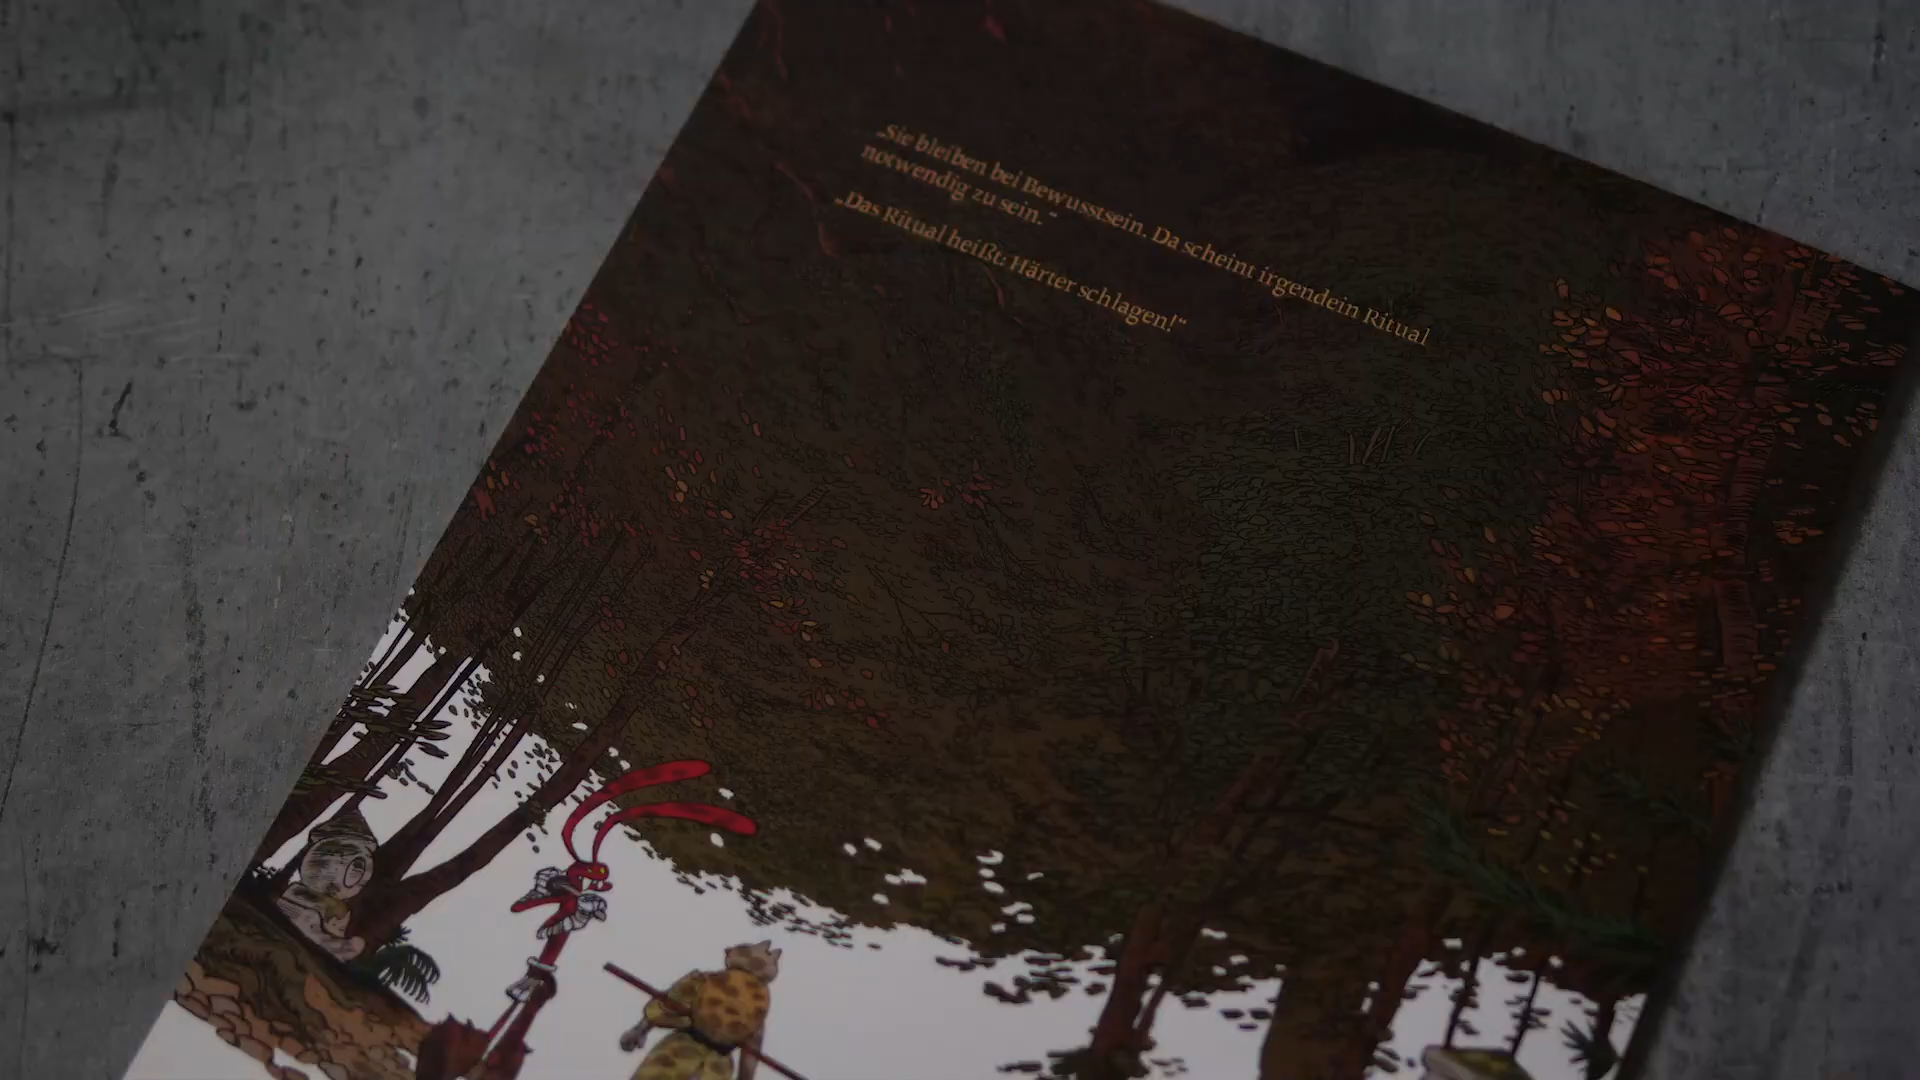 „Sie bleiben bei Bewusstsein. Da scheint irgendein Ritual
notwendig zu sein.“
„Das Ritual heißt: Härter schlagen!“